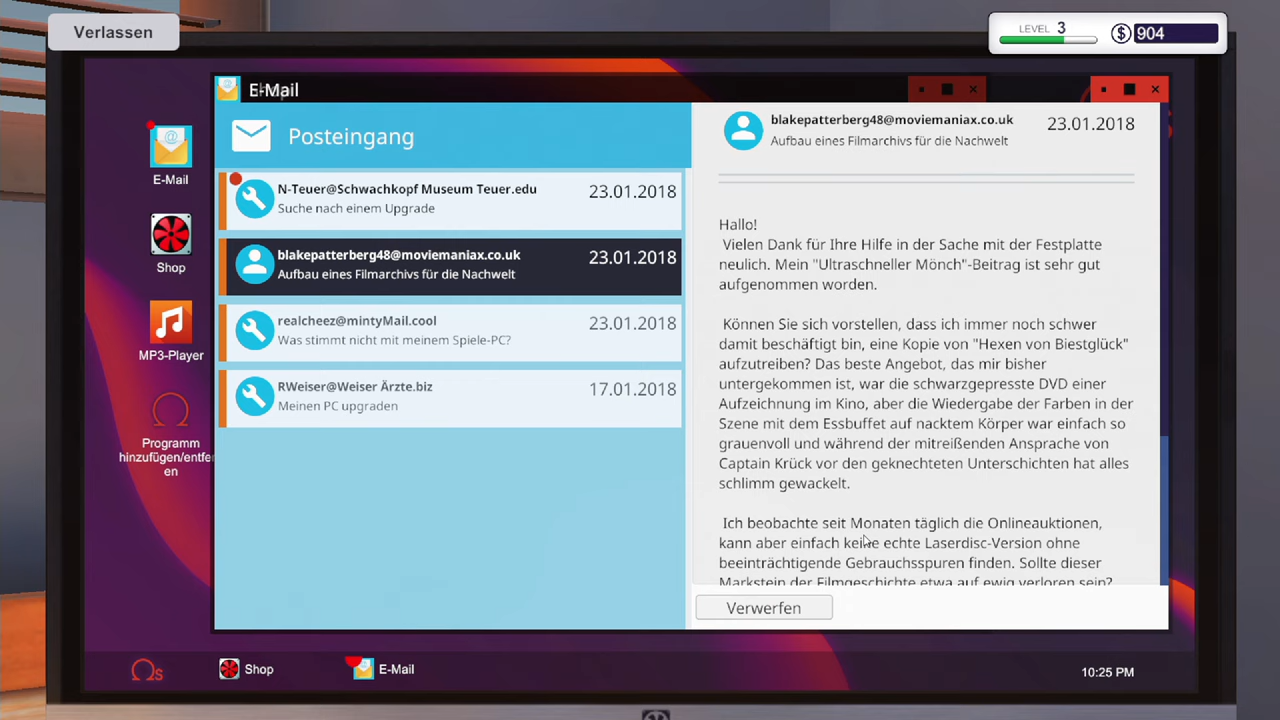 Verlassen
LEVEL 3
$ 904
E-Mail
Posteingang
N-Teuer@Schwachkopf Museum Teuer.edu
23.01.2018
Suche nach einem Upgrade
blakepatterberg48@moviemaniax.co.uk
23.01.2018
Aufbau eines Filmarchivs für die Nachwelt
realcheez@mintyMail.cool
23.01.2018
Was stimmt nicht mit meinem Spiele-PC?
RWeiser@Weiser Ärzte.biz
17.01.2018
Meinen PC upgraden
blakepatterberg48@moviemaniax.co.uk
23.01.2018
Aufbau eines Filmarchivs für die Nachwelt
Hallo!
Vielen Dank für Ihre Hilfe in der Sache mit der Festplatte
neulich. Mein "Ultraschneller Mönch"-Beitrag ist sehr gut
aufgenommen worden.
Können Sie sich vorstellen, dass ich immer noch schwer
damit beschäftigt bin, eine Kopie von "Hexen von Biestglück"
aufzutreiben? Das beste Angebot, das mir bisher
untergekommen ist, war die schwarzgepresste DVD einer
Aufzeichnung im Kino, aber die Wiedergabe der Farben in der
Szene mit dem Essbuffet auf nacktem Körper war einfach so
grauenvoll und während der mitreißenden Ansprache von
Captain Krück vor den geknechteten Unterschichten hat alles
schlimm gewackelt.
Ich beobachte seit Monaten täglich die Onlineauktionen,
kann aber einfach keine echte Laserdisc-Version ohne
beeinträchtigende Gebrauchsspuren finden. Sollte dieser
Markstein der Filmgeschichte etwa auf ewig verloren sein?
Verwerfen
E-Mail
Shop
MP3-Player
Programm
hinzufügen/entfer
en
Ωs
Shop
E-Mail
10:25 PM